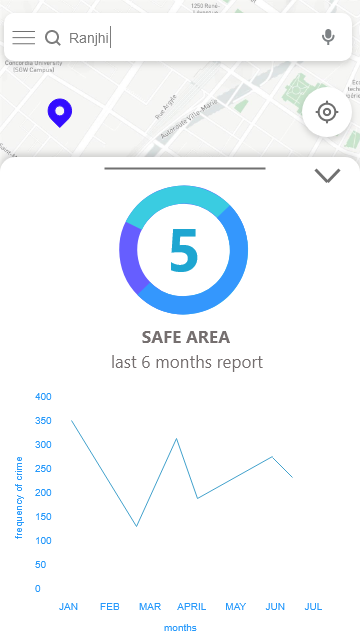 1250 René
Lévesque
Ranjhi
Concordia University
(SGW Campus)
Rue Argyle
Autoroute Ville-Marie
5
SAFE AREA
last 6 months report
400
350
300
250
200
150
100
50
0
frequency of crime
JAN FEB MAR APRIL MAY JUN JUL
months